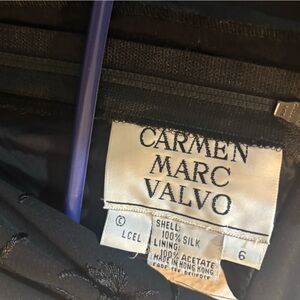 CARMEN
MARC
VALVO
©
LCEL
SHELL:
100% SILK
LINING:
100% ACETATE
MADE IN HONG KONG
6